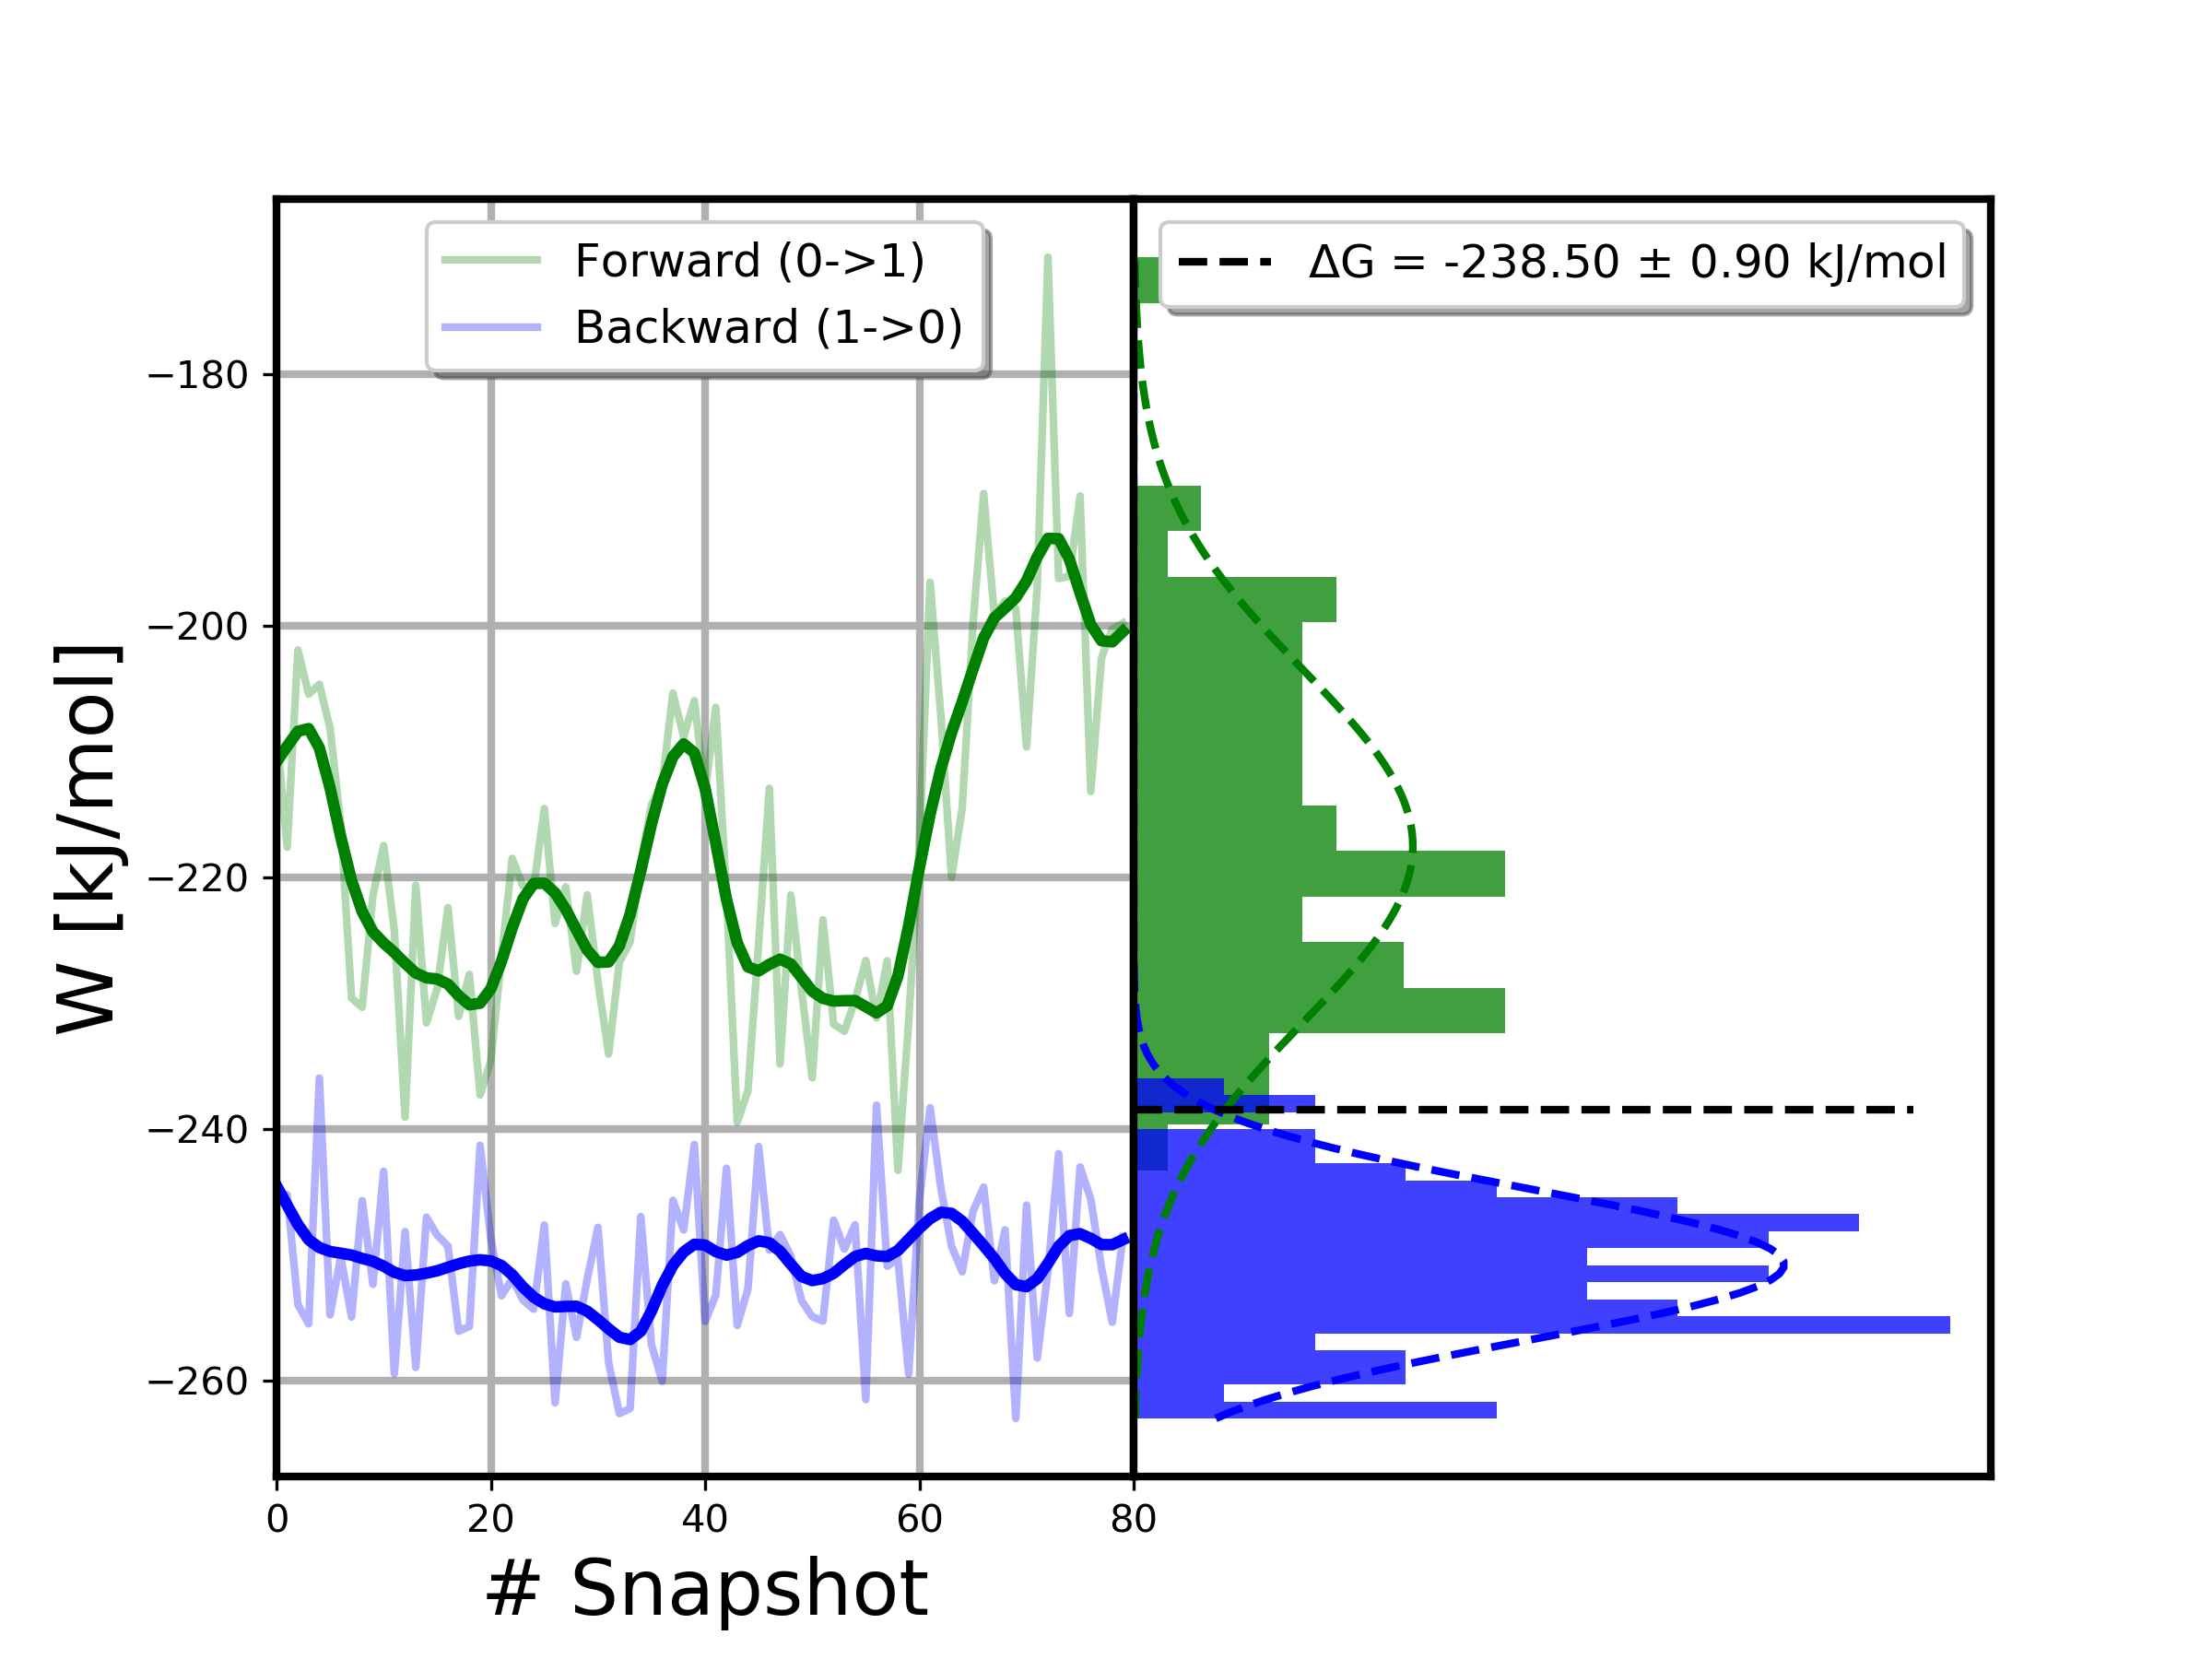 Forward (0->1)
Backward (1->0)
ΔG = -238.50 ± 0.90 kJ/mol
W [kJ/mol]
−180
−200
−220
−240
−260
0 20 40 60 80
# Snapshot